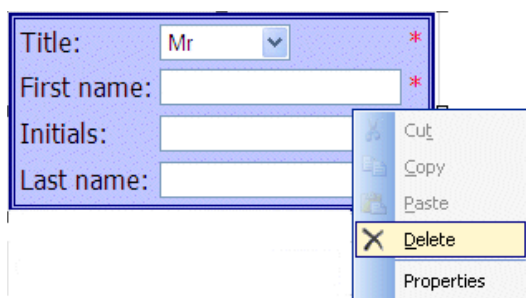 Title: Mr *
First name: *
Initials:
Last name:
Cut
Copy
Paste
Delete
Properties